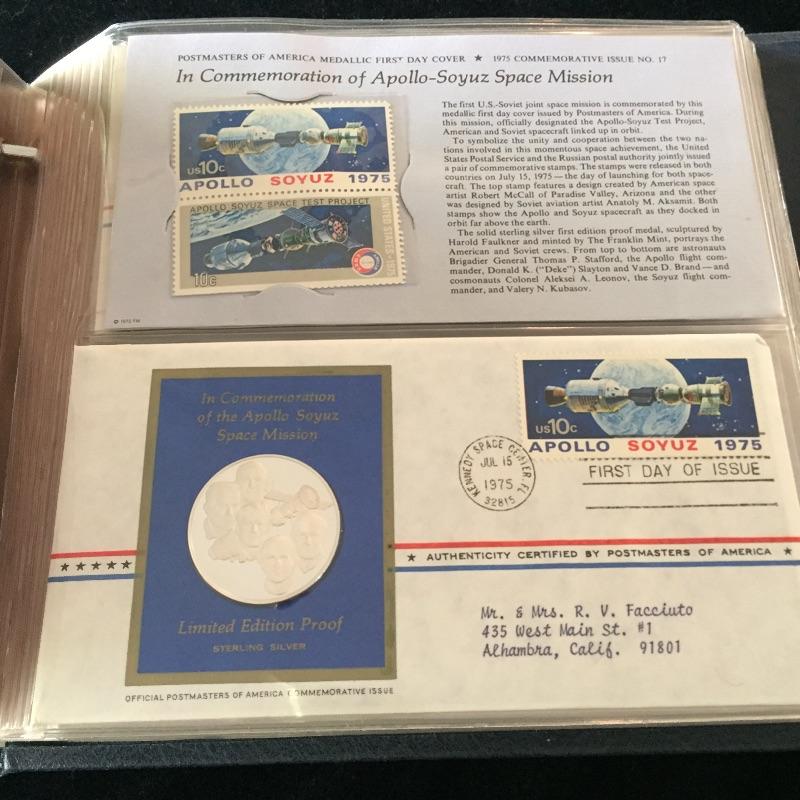 POSTMASTERS OF AMERICA MEDALLIC FIRST DAY COVER ★ 1975 COMMEMORATIVE ISSUE NO. 17
In Commemoration of Apollo-Soyuz Space Mission
US 10c
APOLLO SOYUZ 1975
APOLLO SOYUZ SPACE TEST PROJECT
UNITED STATES · 1975
10c
The first U.S.-Soviet joint space mission is commemorated by this
medallic first day cover issued by Postmasters of America. During
this mission, officially designated the Apollo-Soyuz Test Project,
American and Soviet spacecraft linked up in orbit.
To symbolize the unity and cooperation between the two na-
tions involved in this momentous space achievement, the United
States Postal Service and the Russian postal authority jointly issued
a pair of commemorative stamps. The stamps were released in both
countries on July 15, 1975—the day of launching for both space-
craft. The top stamp features a design created by American space
artist Robert McCall of Paradise Valley, Arizona and the other
was designed by Soviet aviation artist Anatoly M. Aksamit. Both
stamps show the Apollo and Soyuz spacecraft as they docked in
orbit far above the earth.
The solid sterling silver first edition proof medal, sculptured by
Harold Faulkner and minted by The Franklin Mint, portrays the
American and Soviet crews. From top to bottom are astronauts
Brigadier General Thomas P. Stafford, the Apollo flight com-
mander, Donald K. ("Deke") Slayton and Vance D. Brand—and
cosmonauts Colonel Aleksei A. Leonov, the Soyuz flight com-
mander, and Valery N. Kubasov.
© 1975 FM
In Commemoration
of the Apollo Soyuz
Space Mission
Limited Edition Proof
STERLING SILVER
OFFICIAL POSTMASTERS OF AMERICA COMMEMORATIVE ISSUE
US 10c
APOLLO SOYUZ 1975
KENNEDY SPACE CENTER, FL
JUL 15
1975
32815
FIRST DAY OF ISSUE
★ ★ ★ ★ ★
★ AUTHENTICITY CERTIFIED BY POSTMASTERS OF AMERICA ★
Mr. & Mrs. R. V. Facciuto
435 West Main St. #1
Alhambra, Calif. 91801